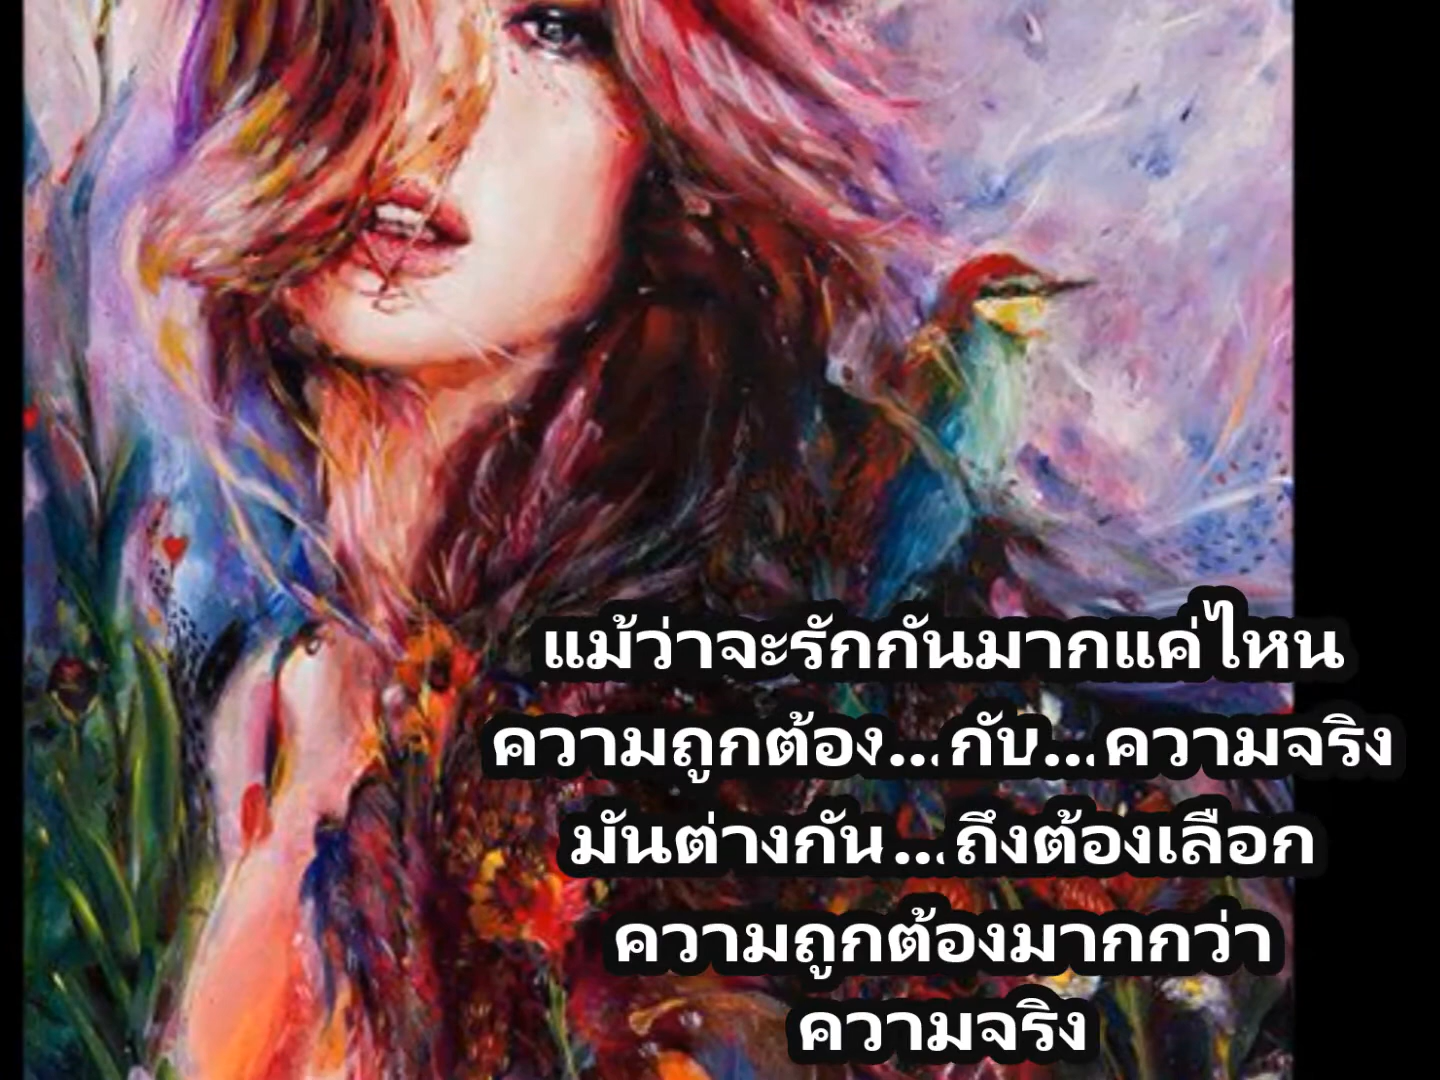 แม้ว่าจะรักกันมากแค่ไหน
ความถูกต้อง...กับ...ความจริง
มันต่างกัน...ถึงต้องเลือก
ความถูกต้องมากกว่า
ความจริง